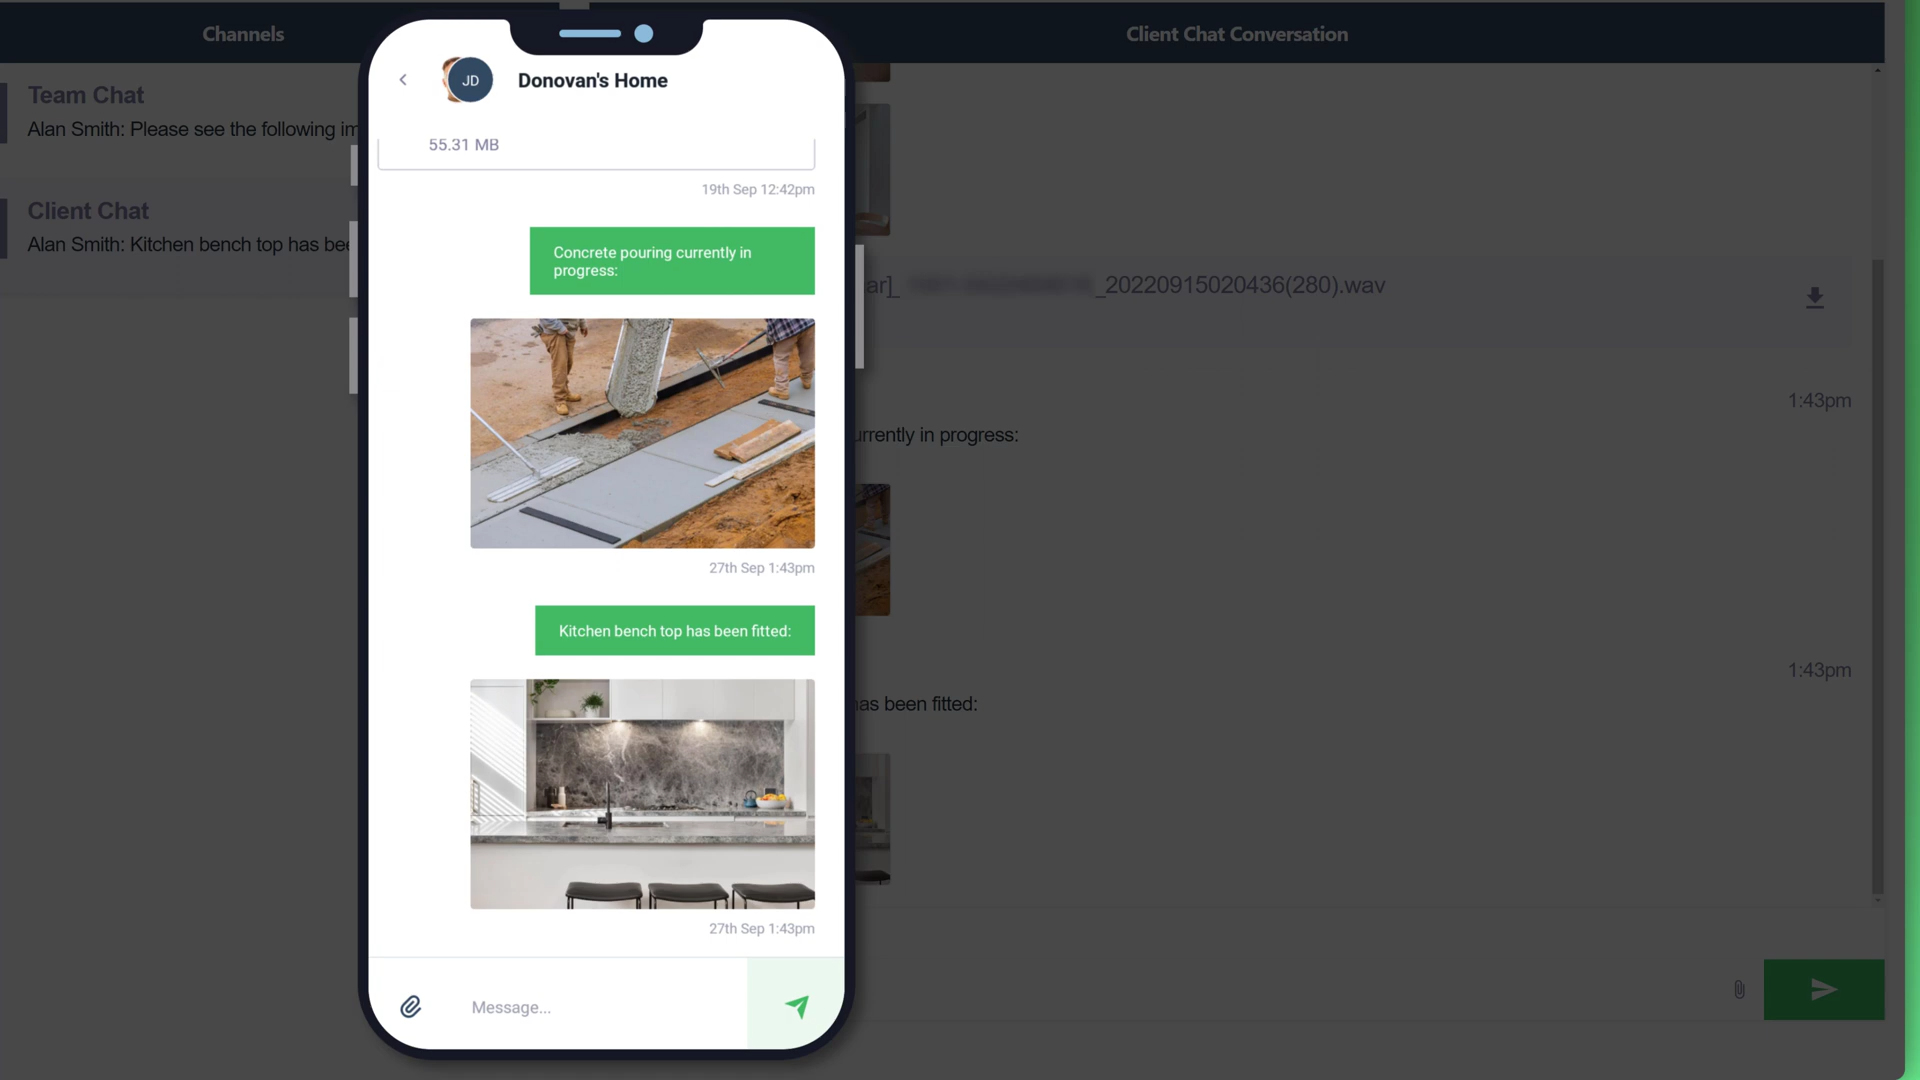 Channels
Client Chat Conversation
Team Chat
Alan Smith: Please see the following im
Client Chat
Alan Smith: Kitchen bench top has bee
JD
Donovan's Home
55.31 MB
19th Sep 12:42pm
Concrete pouring currently in
progress:
27th Sep 1:43pm
Kitchen bench top has been fitted:
27th Sep 1:43pm
Message...
ar]_ _20220915020436(280).wav
1:43pm
urrently in progress:
1:43pm
as been fitted: